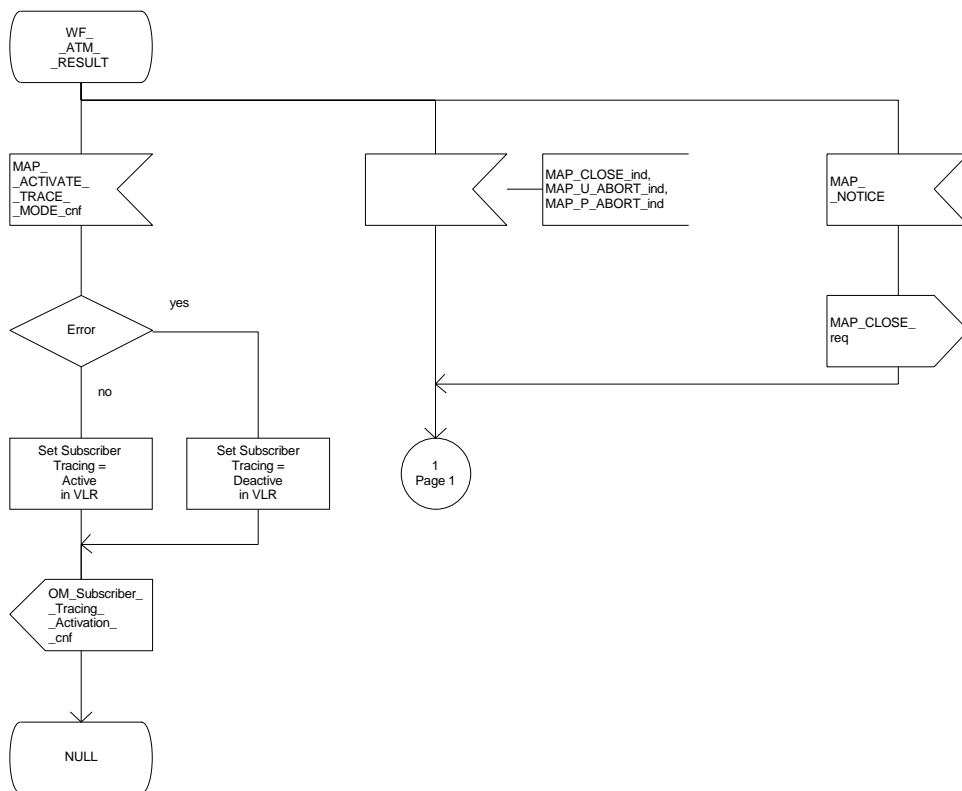 WF_
_ATM_
_RESULT
MAP_
_ACTIVATE_
_TRACE_
_MODE_cnf
MAP_CLOSE_ind,
MAP_U_ABORT_ind,
MAP_P_ABORT_ind
MAP_
_NOTICE
Error
yes
no
MAP_CLOSE_
req
Set Subscriber
Tracing =
Active
in VLR
Set Subscriber
Tracing =
Deactive
in VLR
1
Page 1
OM_Subscriber_
_Tracing_
_Activation_
_cnf
NULL